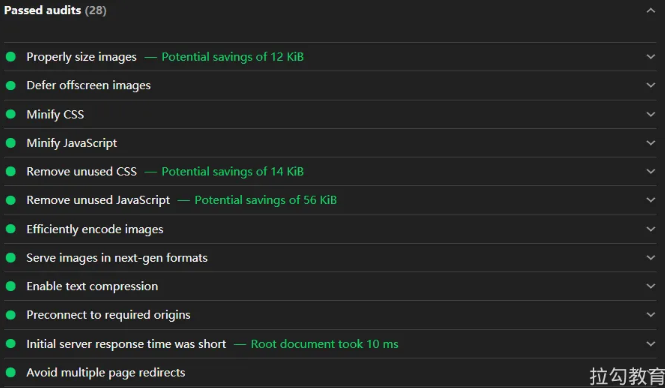 Passed audits (28)
Properly size images — Potential savings of 12 KiB
Defer offscreen images
Minify CSS
Minify JavaScript
Remove unused CSS — Potential savings of 14 KiB
Remove unused JavaScript — Potential savings of 56 KiB
Efficiently encode images
Serve images in next-gen formats
Enable text compression
Preconnect to required origins
Initial server response time was short — Root document took 10 ms
Avoid multiple page redirects
拉勾教育